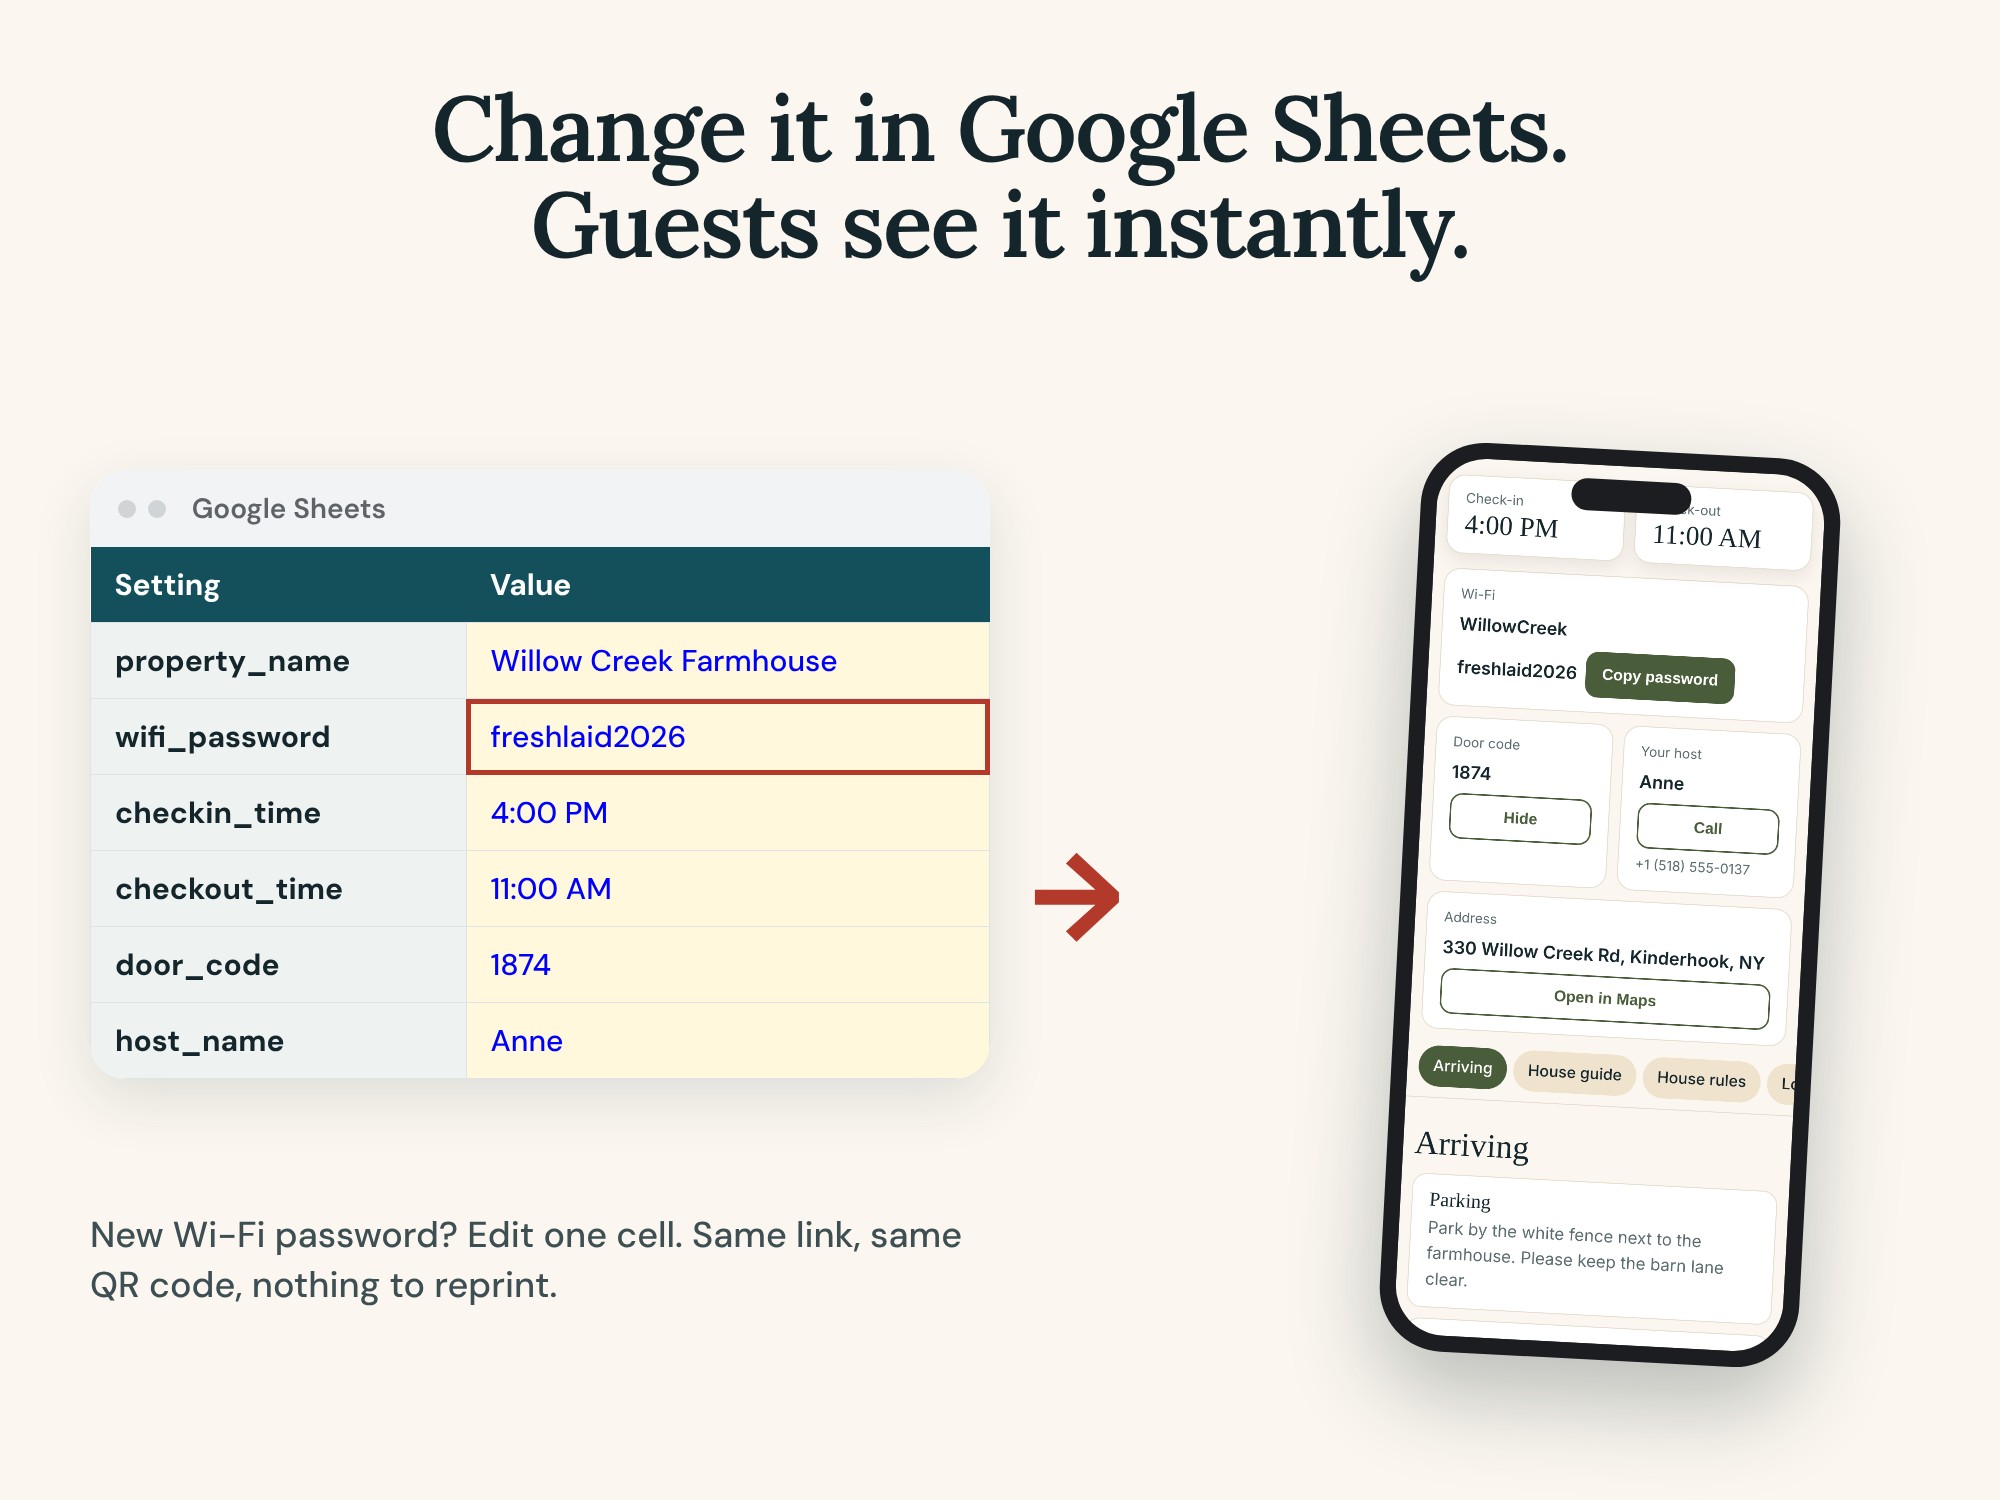 Change it in Google Sheets.
Guests see it instantly.
Google Sheets
Setting Value
property_name Willow Creek Farmhouse
wifi_password freshlaid2026
checkin_time 4:00 PM
checkout_time 11:00 AM
door_code 1874
host_name Anne
New Wi-Fi password? Edit one cell. Same link, same
QR code, nothing to reprint.
Check-in
4:00 PM
k-out
11:00 AM
Wi-Fi
WillowCreek
freshlaid2026 Copy password
Door code
1874
Hide
Your host
Anne
Call
+1 (518) 555-0137
Address
330 Willow Creek Rd, Kinderhook, NY
Open in Maps
Arriving House guide House rules
Arriving
Parking
Park by the white fence next to the
farmhouse. Please keep the barn lane
clear.